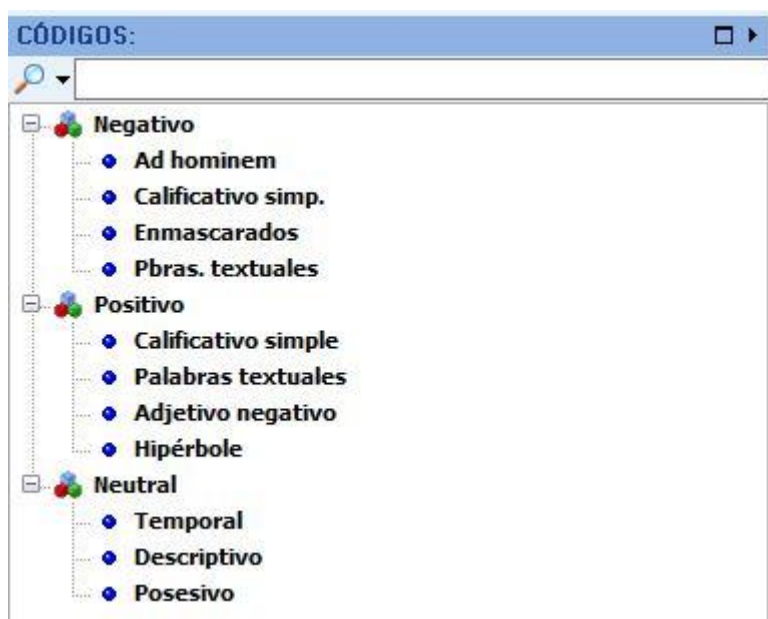 CÓDIGOS:
Negativo
Ad hominem
Calificativo simp.
Enmascarados
Pbras. textuales
Positivo
Calificativo simple
Palabras textuales
Adjetivo negativo
Hipérbole
Neutral
Temporal
Descriptivo
Posesivo